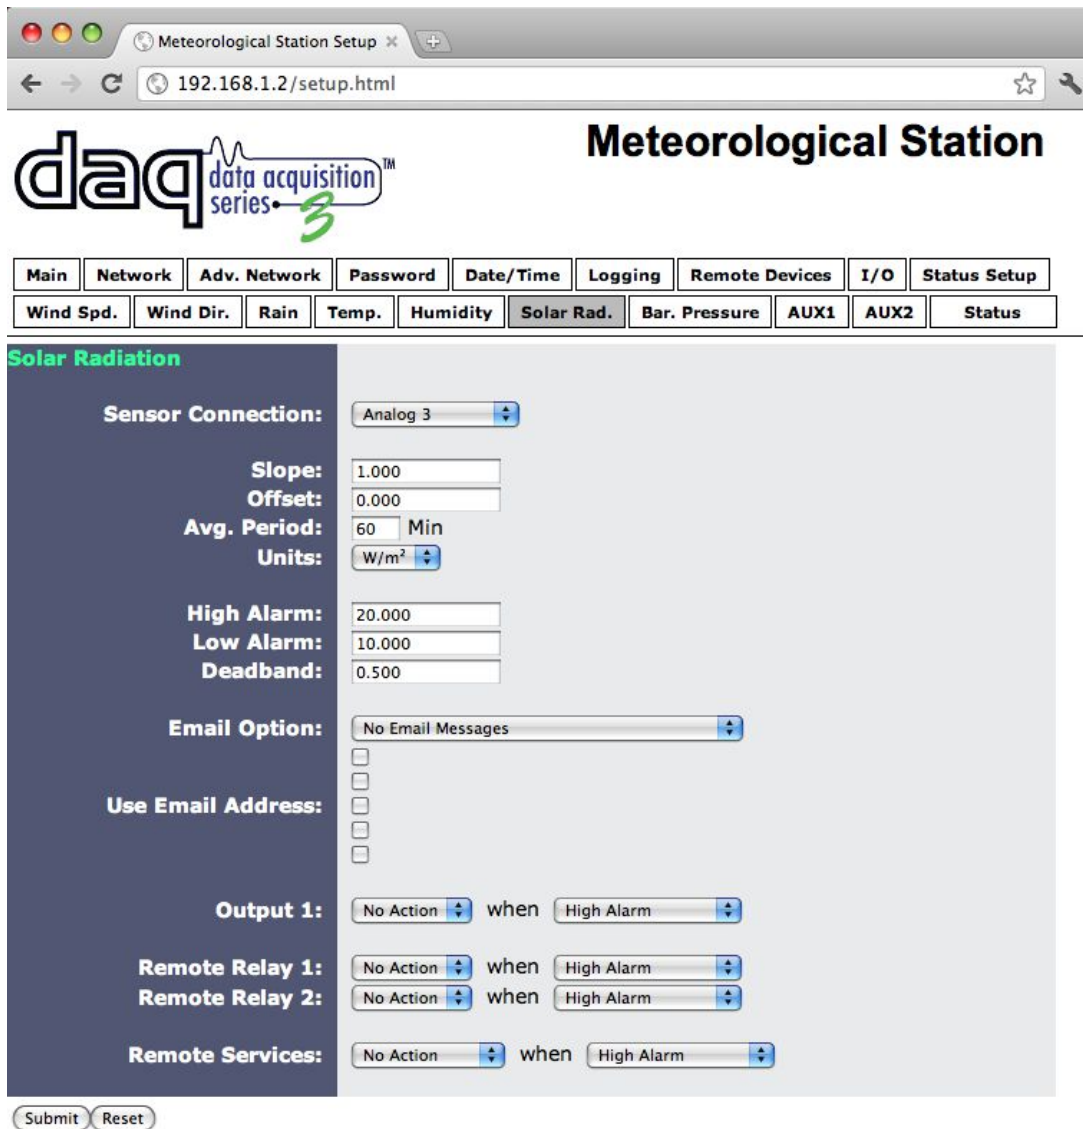 Meteorological Station Setup
192.168.1.2/setup.html
daq data acquisition series 3 ™
Meteorological Station
Main Network Adv. Network Password Date/Time Logging Remote Devices I/O Status Setup
Wind Spd. Wind Dir. Rain Temp. Humidity Solar Rad. Bar. Pressure AUX1 AUX2 Status
Solar Radiation
Sensor Connection: Analog 3
Slope: 1.000
Offset: 0.000
Avg. Period: 60 Min
Units: W/m²
High Alarm: 20.000
Low Alarm: 10.000
Deadband: 0.500
Email Option: No Email Messages
Use Email Address:
Output 1: No Action when High Alarm
Remote Relay 1: No Action when High Alarm
Remote Relay 2: No Action when High Alarm
Remote Services: No Action when High Alarm
Submit Reset